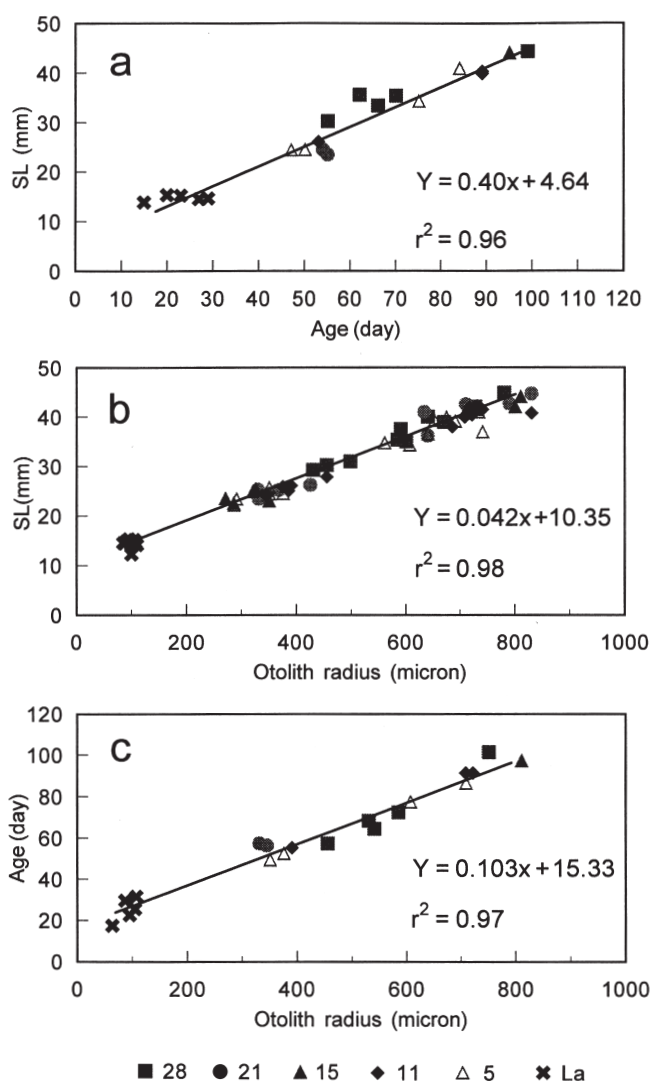 a
50
40
30
20
10
0
SL (mm)
Y = 0.40x + 4.64
r² = 0.96
0 10 20 30 40 50 60 70 80 90 100 110 120
Age (day)
b
50
40
30
20
10
0
SL(mm)
Y = 0.042x + 10.35
r² = 0.98
0 200 400 600 800 1000
Otolith radius (micron)
c
120
100
80
60
40
20
0
Age (day)
Y = 0.103x + 15.33
r² = 0.97
0 200 400 600 800 1000
Otolith radius (micron)
28 21 15 11 5 La